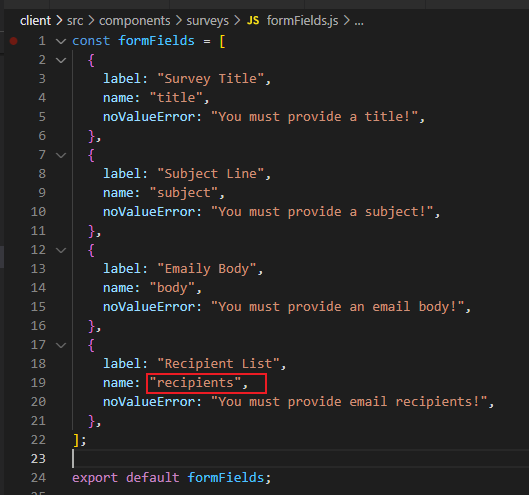 client > src > components > surveys > JS formFields.js > ...
1 const formFields = [
2 {
3 label: "Survey Title",
4 name: "title",
5 noValueError: "You must provide a title!",
6 },
7 {
8 label: "Subject Line",
9 name: "subject",
10 noValueError: "You must provide a subject!",
11 },
12 {
13 label: "Emaily Body",
14 name: "body",
15 noValueError: "You must provide an email body!",
16 },
17 {
18 label: "Recipient List",
19 name: "recipients",
20 noValueError: "You must provide email recipients!",
21 },
22 ];
23
24 export default formFields;
25